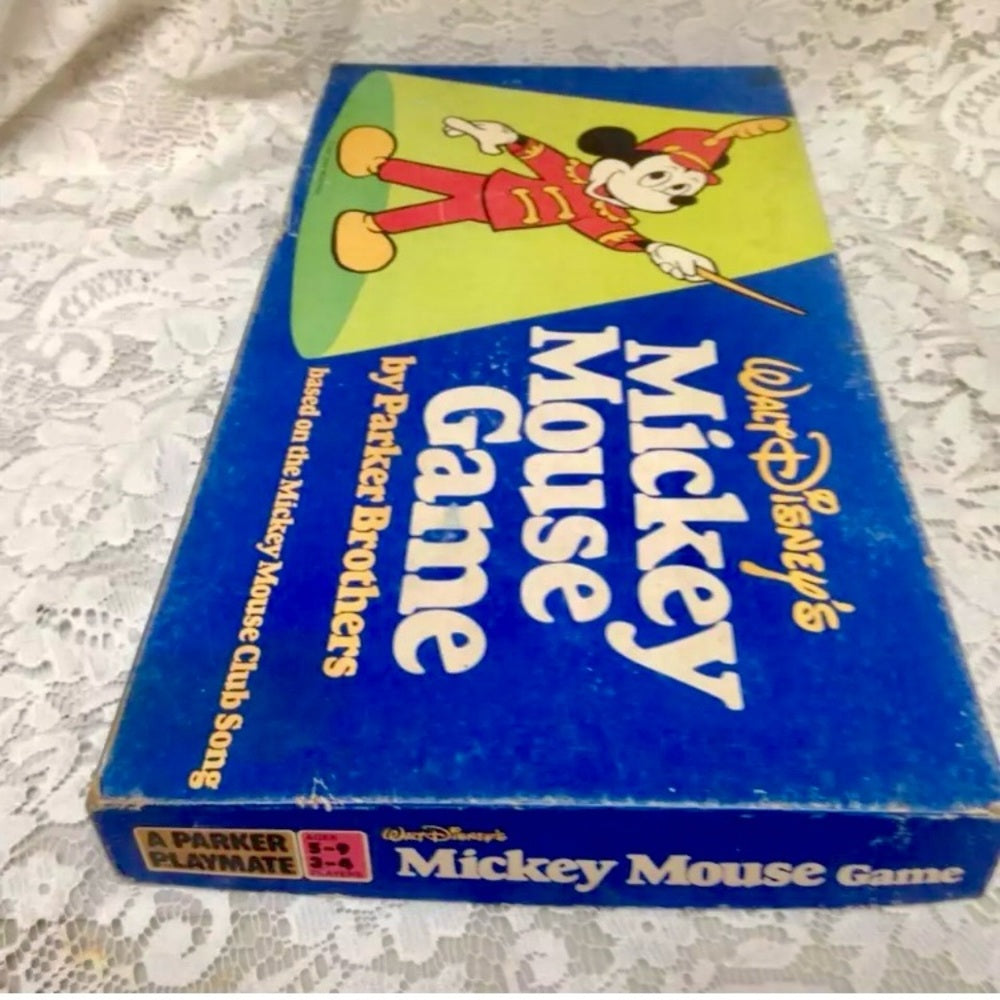 Walt Disney's
Mickey
Mouse
Game
by Parker Brothers
based on the Mickey Mouse Club Song
A PARKER
PLAYMATE
AGES
5-9
3-4
PLAYERS
Walt Disney's
Mickey Mouse Game